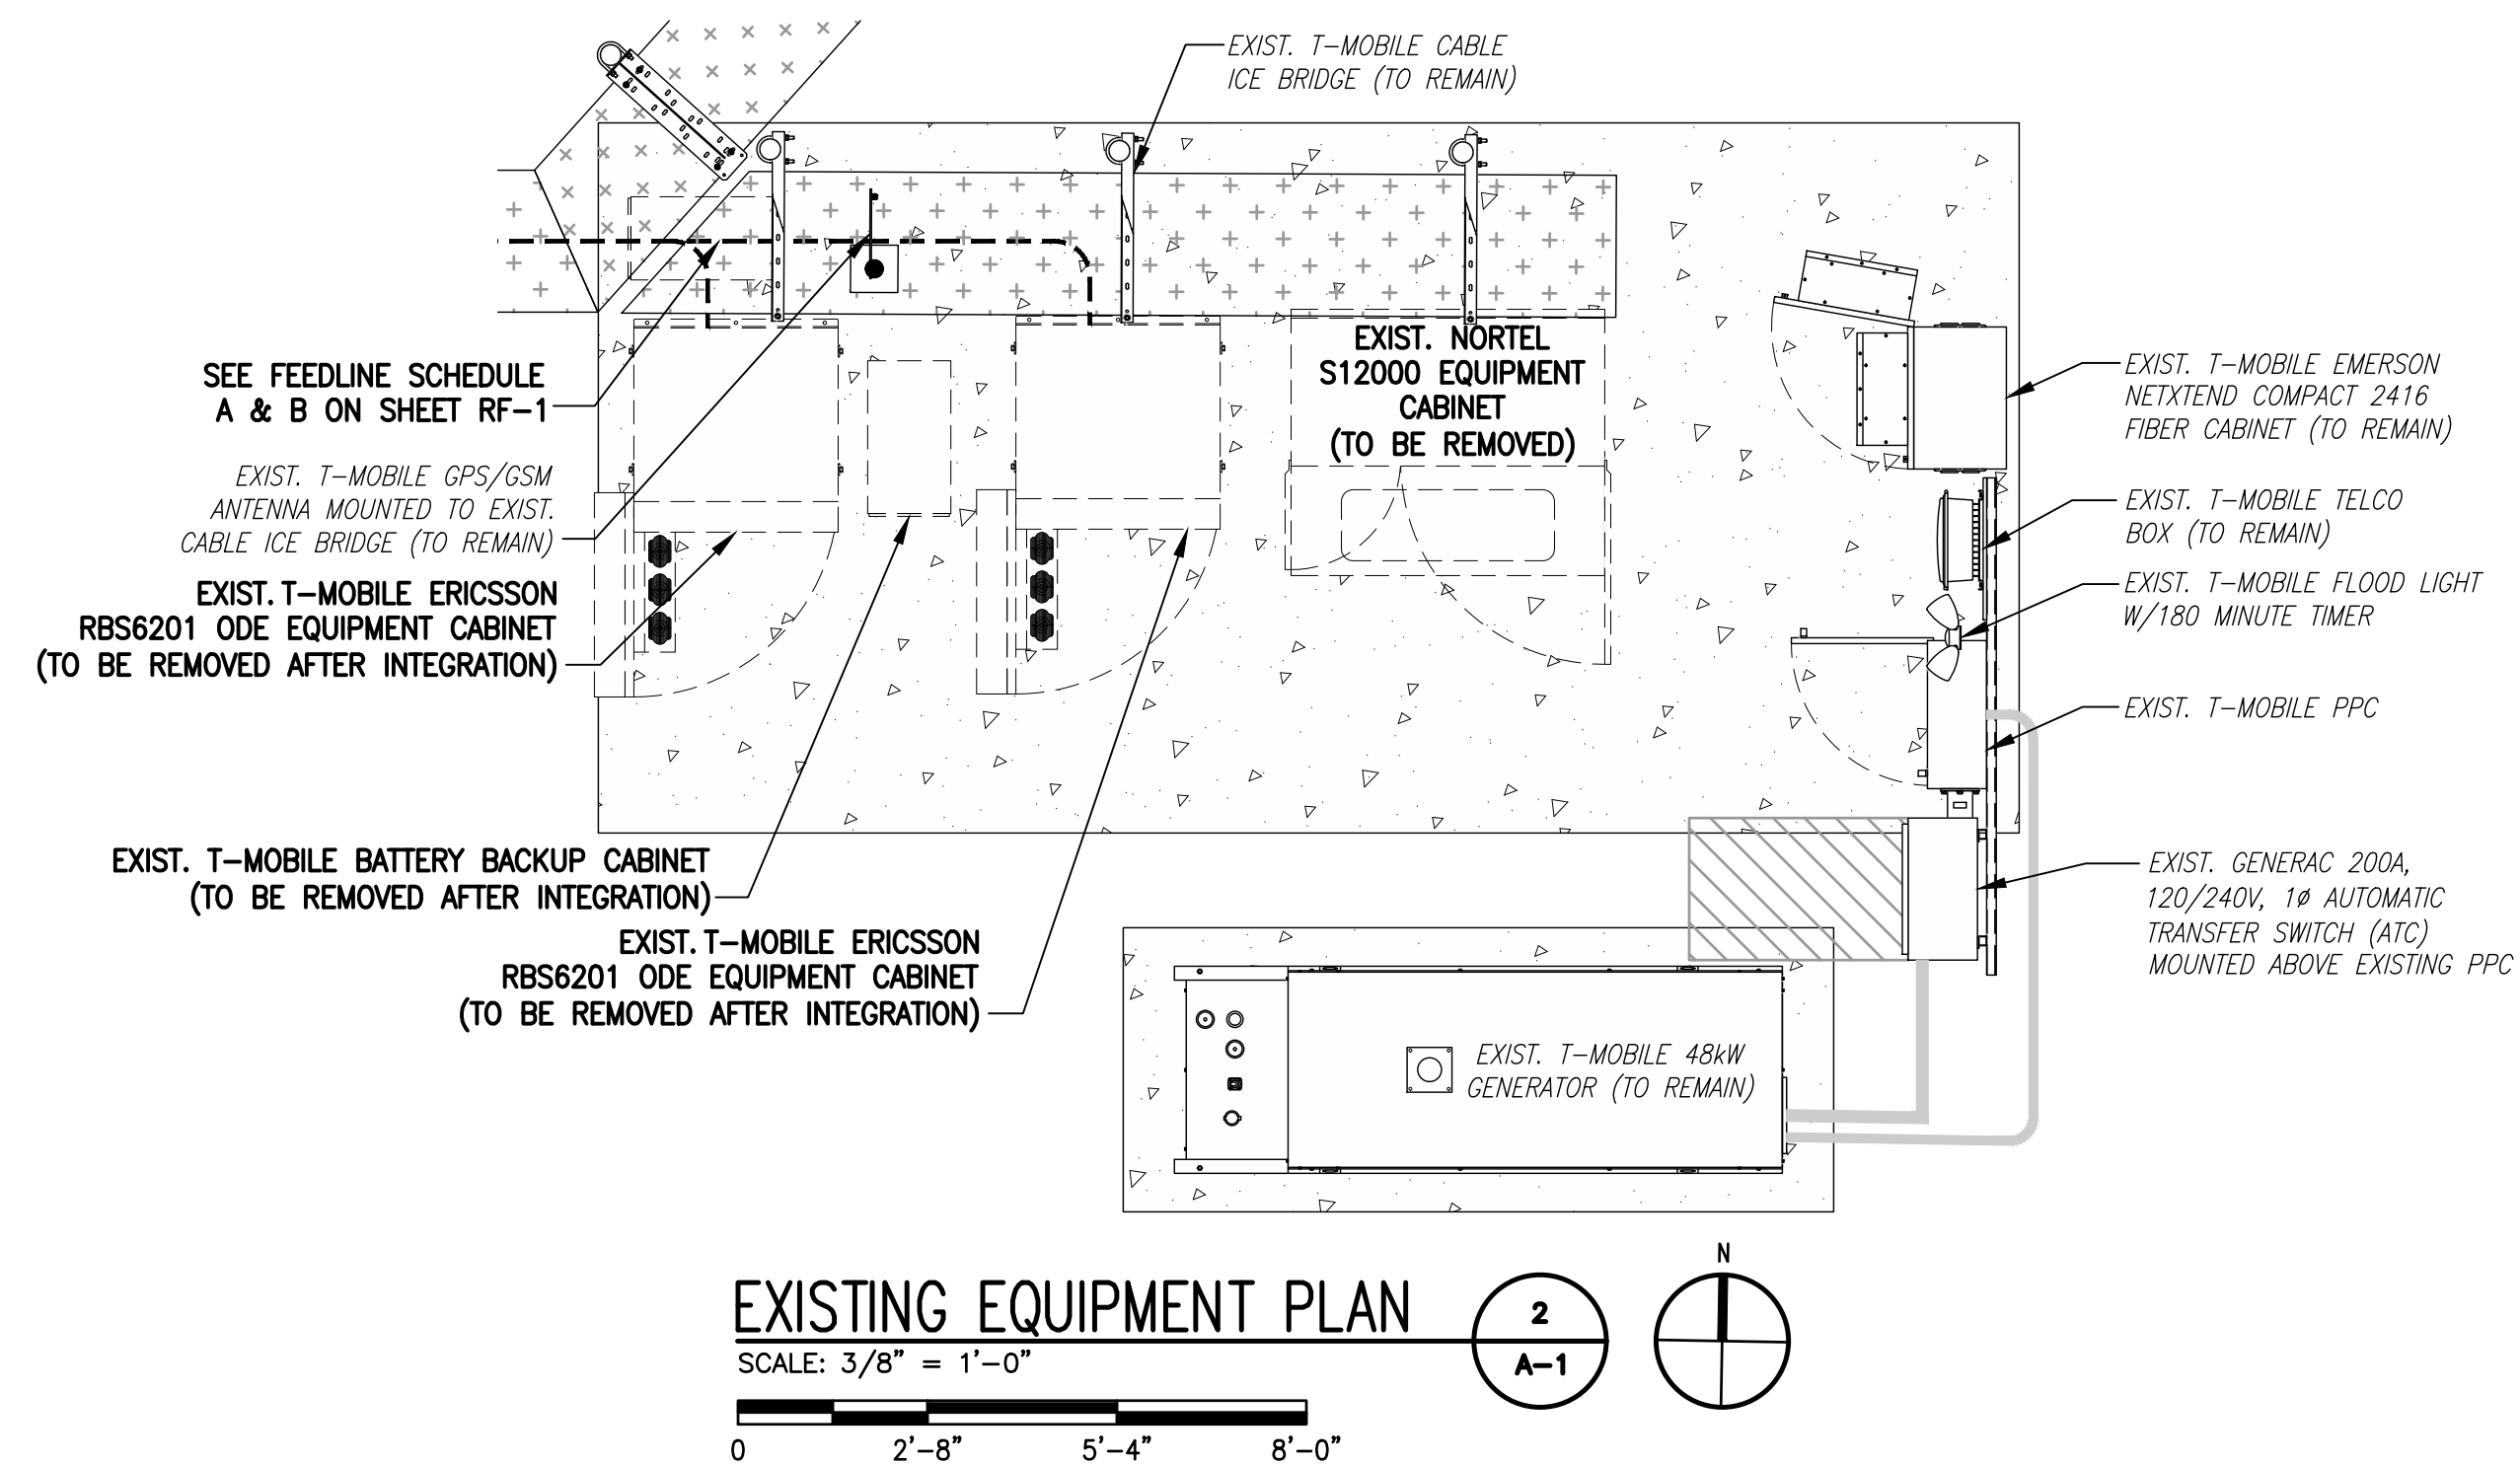 EXIST. T-MOBILE CABLE
ICE BRIDGE (TO REMAIN)
SEE FEEDLINE SCHEDULE
A & B ON SHEET RF-1
EXIST. T-MOBILE GPS/GSM
ANTENNA MOUNTED TO EXIST.
CABLE ICE BRIDGE (TO REMAIN)
EXIST. T-MOBILE ERICSSON
RBS6201 ODE EQUIPMENT CABINET
(TO BE REMOVED AFTER INTEGRATION)
EXIST. T-MOBILE BATTERY BACKUP CABINET
(TO BE REMOVED AFTER INTEGRATION)
EXIST. T-MOBILE ERICSSON
RBS6201 ODE EQUIPMENT CABINET
(TO BE REMOVED AFTER INTEGRATION)
EXIST. NORTEL
S12000 EQUIPMENT
CABINET
(TO BE REMOVED)
EXIST. T-MOBILE EMERSON
NETXTEND COMPACT 2416
FIBER CABINET (TO REMAIN)
EXIST. T-MOBILE TELCO
BOX (TO REMAIN)
EXIST. T-MOBILE FLOOD LIGHT
W/180 MINUTE TIMER
EXIST. T-MOBILE PPC
EXIST. GENERAC 200A,
120/240V, 1ø AUTOMATIC
TRANSFER SWITCH (ATC)
MOUNTED ABOVE EXISTING PPC
EXIST. T-MOBILE 48kW
GENERATOR (TO REMAIN)
EXISTING EQUIPMENT PLAN
SCALE: 3/8" = 1'-0"
0 2'-8" 5'-4" 8'-0"
2
A-1
N